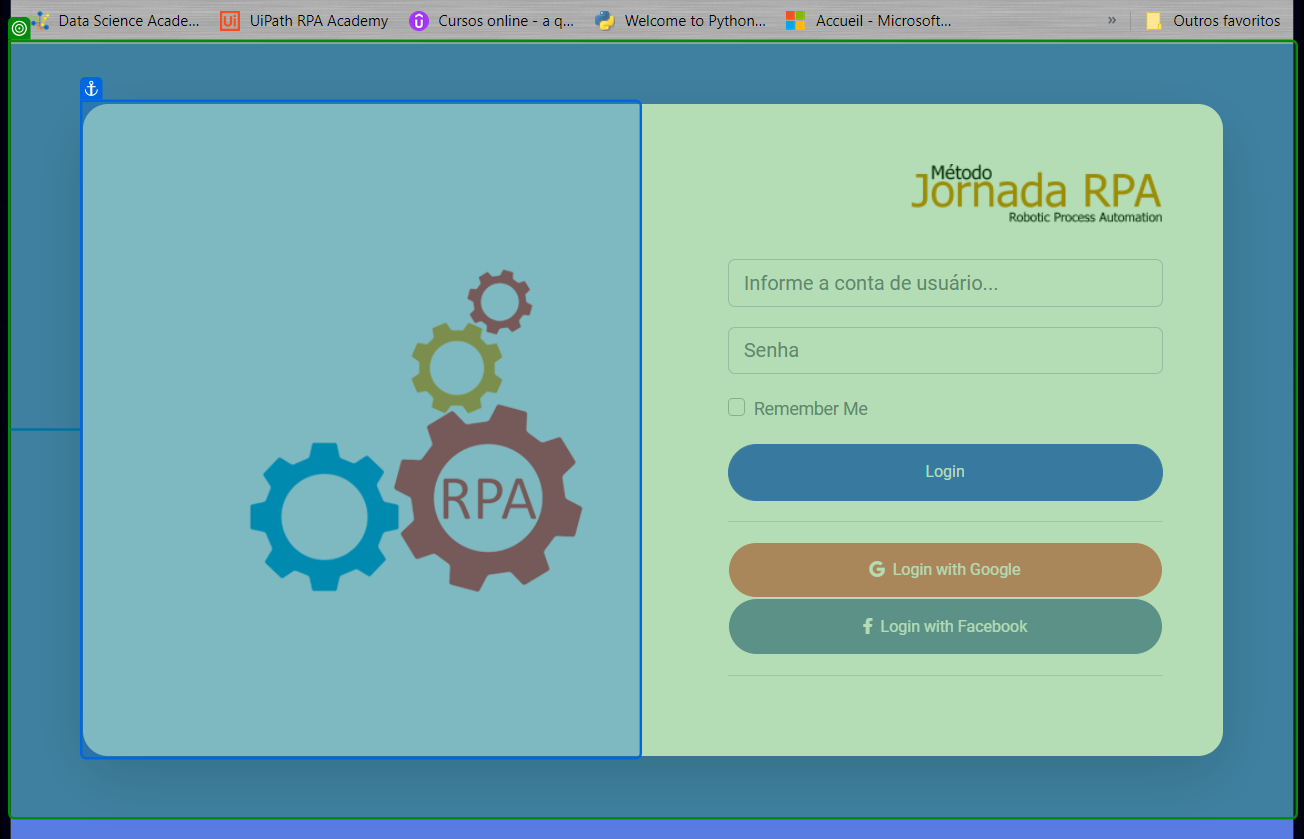 Data Science Acade...
UiPath RPA Academy
Cursos online - a q...
Welcome to Python...
Accueil - Microsoft...
»
Outros favoritos
Ui
RPA
Método
Jornada RPA
Robotic Process Automation
Informe a conta de usuário...
Senha
Remember Me
Login
G Login with Google
f Login with Facebook